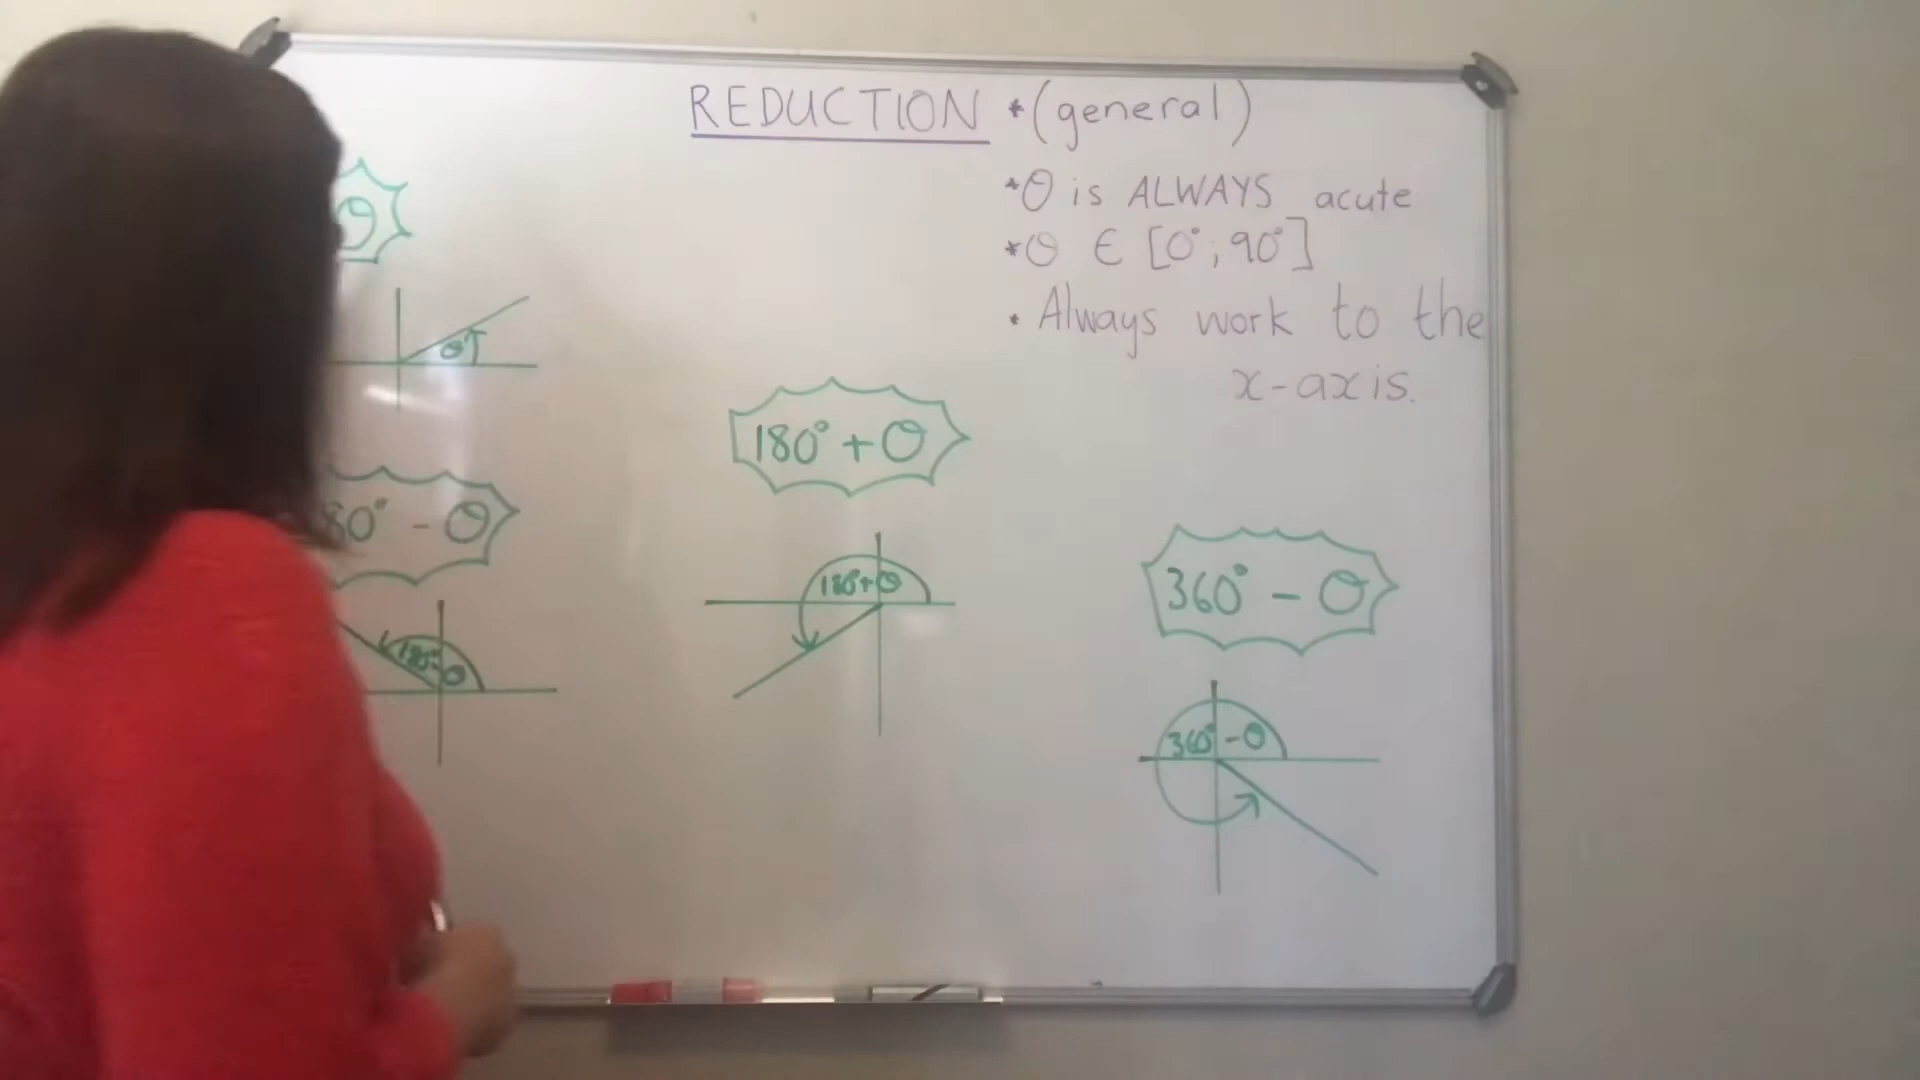 REDUCTION *(general)
*θ is ALWAYS acute
*θ ∈ [0°; 90°]
• Always work to the
x-axis.
θ
θ
80° - θ
180° - θ
180° + θ
180° + θ
360° - θ
360° - θ